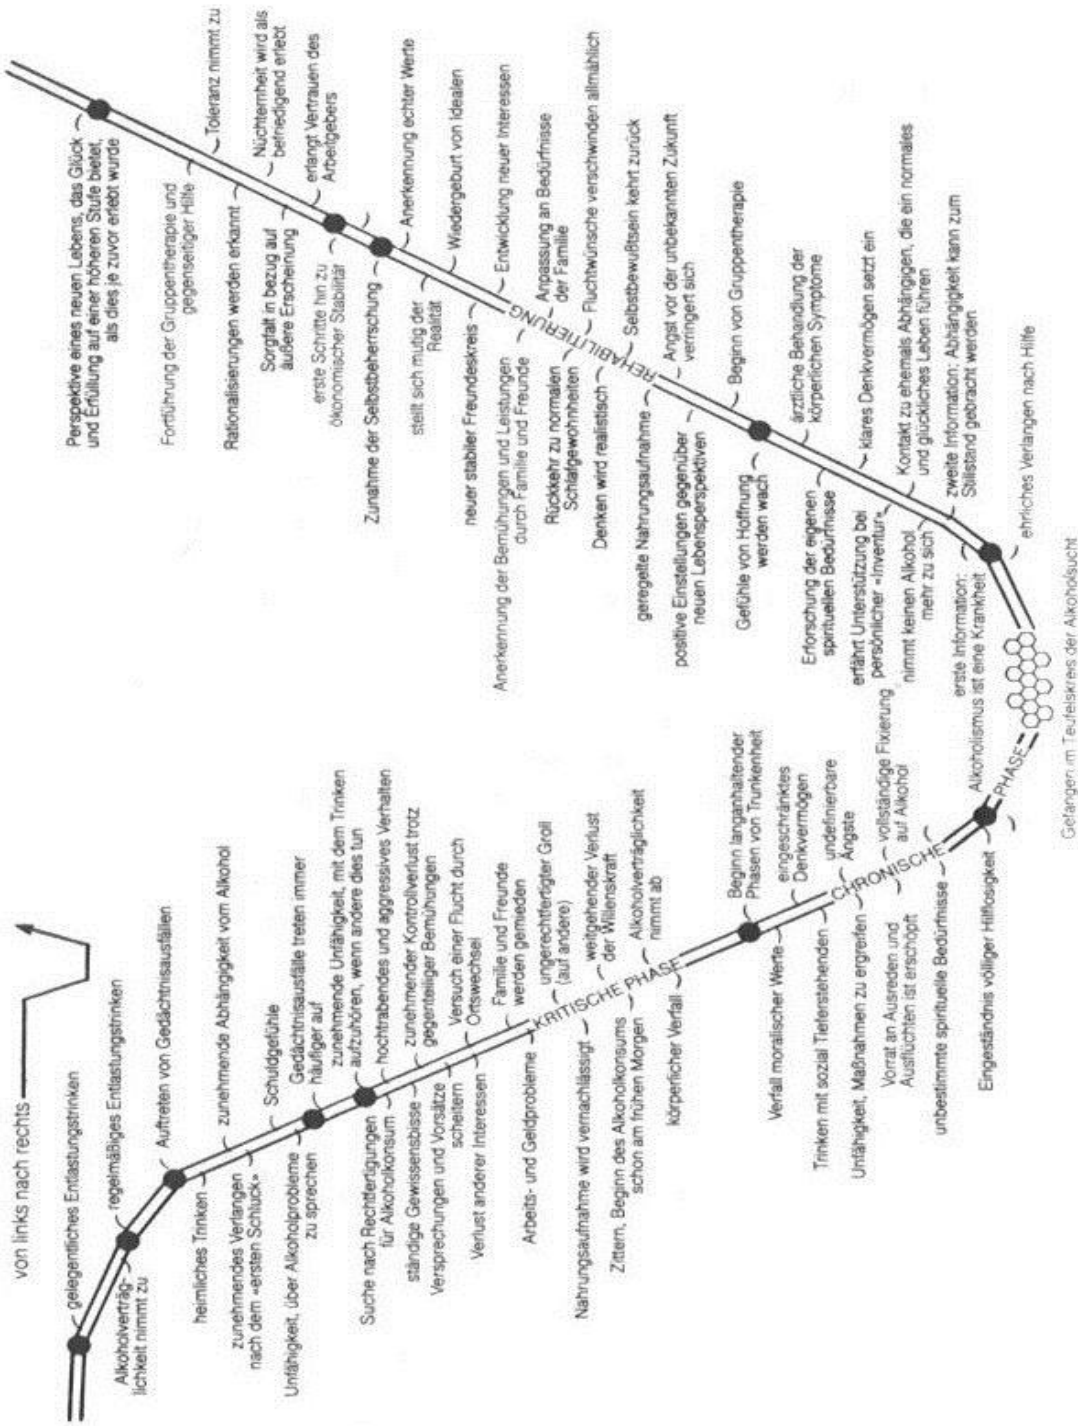 von links nach rechts
gelegentliches Entlastungstrinken
Alkoholverträg-
lichkeit nimmt zu
regelmäßiges Entlastungstrinken
Auftreten von Gedächtnisausfällen
heimliches Trinken
zunehmende Abhängigkeit vom Alkohol
zunehmendes Verlangen
nach dem «ersten Schluck»
Schuldgefühle
Unfähigkeit, über Alkoholprobleme
zu sprechen
Gedächtnisausfälle treten immer
häufiger auf
zunehmende Unfähigkeit, mit dem Trinken
aufzuhören, wenn andere dies tun
Suche nach Rechtfertigungen
für Alkoholkonsum
hochtrabendes und aggressives Verhalten
ständige Gewissensbisse
zunehmender Kontrollverlust trotz
gegenteiliger Bemühungen
Versprechungen und Vorsätze
scheitern
Versuch einer Flucht durch
Ortswechsel
Verlust anderer Interessen
Familie und Freunde
werden gemieden
Arbeits- und Geldprobleme
ungerechtfertigter Groll
(auf andere)
KRITISCHE PHASE
Nahrungsaufnahme wird vernachlässigt
weitgehender Verlust
der Willenskraft
Zittern, Beginn des Alkoholkonsums
schon am frühen Morgen
Alkoholverträglichkeit
nimmt ab
körperlicher Verfall
Beginn langanhaltender
Phasen von Trunkenheit
Verfall moralischer Werte
eingeschränktes
Denkvermögen
Trinken mit sozial Tieferstehenden
undefinierbare
Ängste
Unfähigkeit, Maßnahmen zu ergreifen
CHRONISCHE
PHASE
vollständige Fixierung
auf Alkohol
Vorrat an Ausreden und
Ausflüchten ist erschöpft
unbestimmte spirituelle Bedürfnisse
Eingeständnis völliger Hilflosigkeit
Gefangen im Teufelskreis der Alkoholsucht
ehrliches Verlangen nach Hilfe
erste Information:
Alkoholismus ist eine Krankheit
zweite Information: Abhängigkeit kann zum
Stillstand gebracht werden
nimmt keinen Alkohol
mehr zu sich
Kontakt zu ehemals Abhängigen, die ein normales
und glückliches Leben führen
erfährt Unterstützung bei
persönlicher «Inventur»
klares Denkvermögen setzt ein
Erforschung der eigenen
spirituellen Bedürfnisse
ärztliche Behandlung der
körperlichen Symptome
Gefühle von Hoffnung
werden wach
Beginn von Gruppentherapie
positive Einstellungen gegenüber
neuen Lebensperspektiven
Angst vor der unbekannten Zukunft
verringert sich
geregelte Nahrungsaufnahme
REHABILITIERUNG
Selbstbewußtsein kehrt zurück
Denken wird realistisch
Fluchtwünsche verschwinden allmählich
Rückkehr zu normalen
Schlafgewohnheiten
Anpassung an Bedürfnisse
der Familie
Anerkennung der Bemühungen und Leistungen
durch Familie und Freunde
Entwicklung neuer Interessen
neuer stabiler Freundeskreis
Wiedergeburt von Idealen
stellt sich mutig der
Realität
Anerkennung echter Werte
Zunahme der Selbstbeherrschung
erste Schritte hin zu
ökonomischer Stabilität
erlangt Vertrauen des
Arbeitgebers
Sorgfalt in bezug auf
äußere Erscheinung
Nüchternheit wird als
befriedigend erlebt
Rationalisierungen werden erkannt
Toleranz nimmt zu
Fortführung der Gruppentherapie und
gegenseitiger Hilfe
Perspektive eines neuen Lebens, das Glück
und Erfüllung auf einer höheren Stufe bietet,
als dies je zuvor erlebt wurde